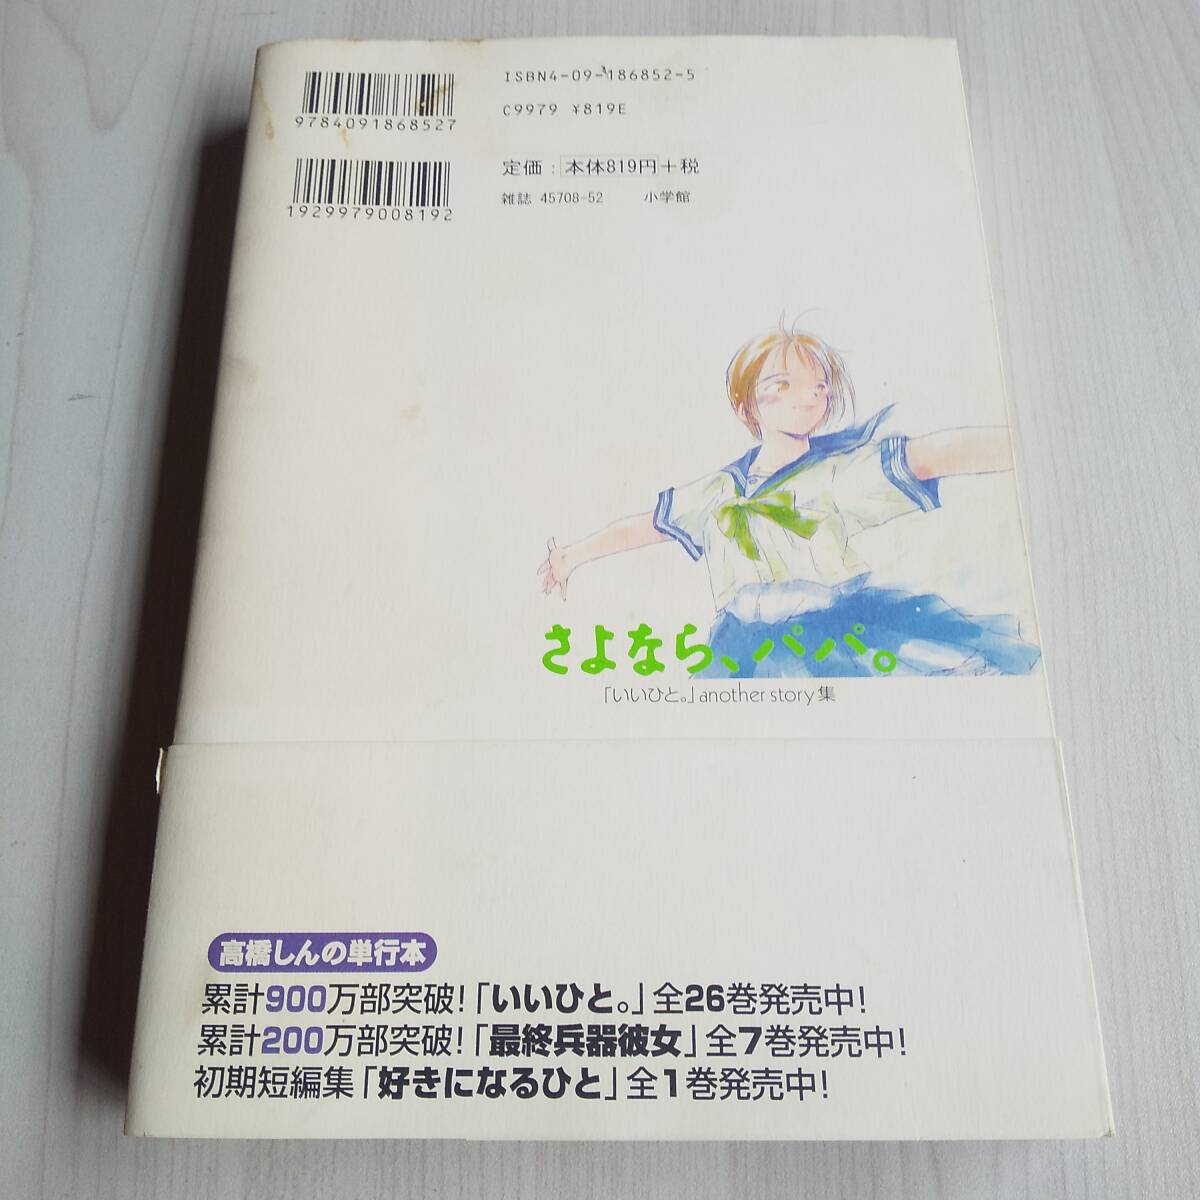 ISBN4-09-186852-5
C9979 ¥819E
9784091868527
定価：本体819円＋税
雑誌 45708-52 小学館
1929979008192
さよなら、パパ。
「いいひと。」another story集
高橋しんの単行本
累計900万部突破！「いいひと。」全26巻発売中！
累計200万部突破！「最終兵器彼女」全7巻発売中！
初期短編集「好きになるひと」全1巻発売中！